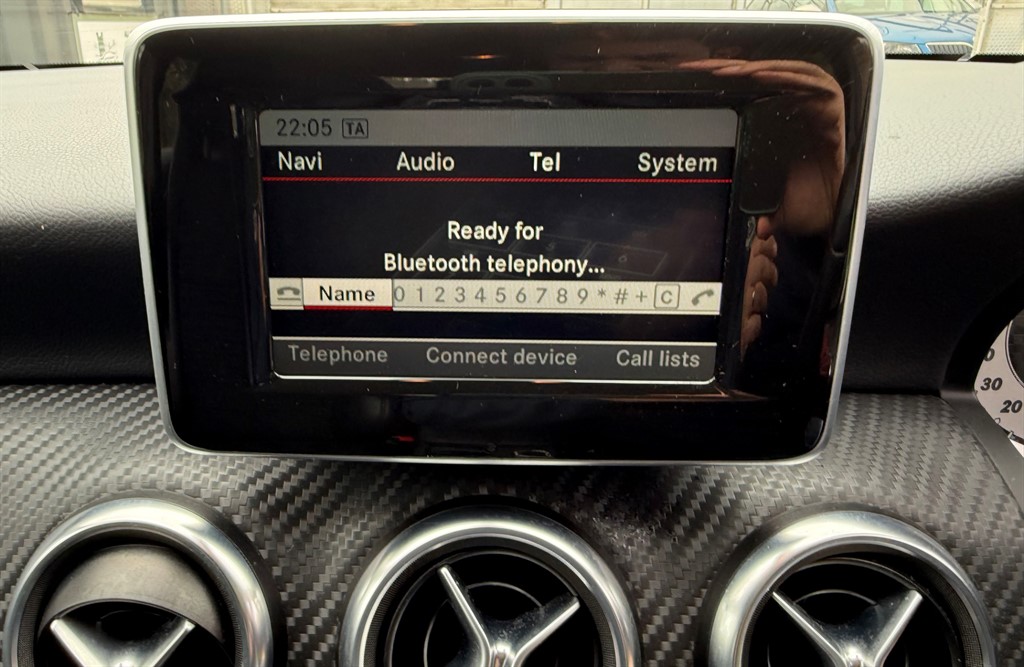 22:05 TA
Navi Audio Tel System
Ready for
Bluetooth telephony...
Name 0 1 2 3 4 5 6 7 8 9 * # + C
Telephone Connect device Call lists
30
20